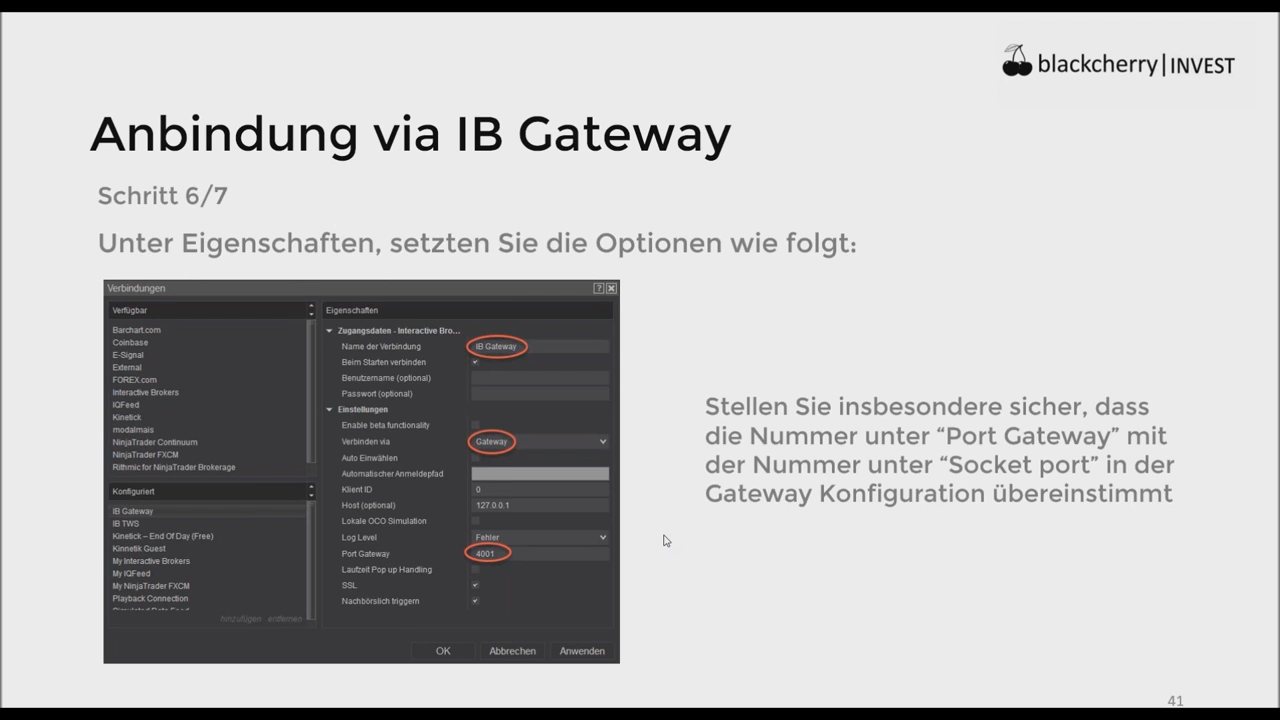 blackcherry|INVEST
Anbindung via IB Gateway
Schritt 6/7
Unter Eigenschaften, setzten Sie die Optionen wie folgt:
Verbindungen
Verfügbar
Barchart.com
Coinbase
E-Signal
External
FOREX.com
Interactive Brokers
IQFeed
Kinetick
modalmais
NinjaTrader Continuum
NinjaTrader FXCM
Rithmic for NinjaTrader Brokerage
Konfiguriert
IB Gateway
IB TWS
Kinetick – End Of Day (Free)
Kinnetik Guest
My Interactive Brokers
My IQFeed
My NinjaTrader FXCM
Playback Connection
Simulated Data Feed
hinzufügen entfernen
Eigenschaften
Zugangsdaten - Interactive Bro...
Name der Verbindung IB Gateway
Beim Starten verbinden
Benutzername (optional)
Passwort (optional)
Einstellungen
Enable beta functionality
Verbinden via Gateway
Auto Einwählen
Automatischer Anmeldepfad
Klient ID 0
Host (optional) 127.0.0.1
Lokale OCO Simulation
Log Level Fehler
Port Gateway 4001
Laufzeit Pop up Handling
SSL
Nachbörslich triggern
OK Abbrechen Anwenden
Stellen Sie insbesondere sicher, dass
die Nummer unter “Port Gateway” mit
der Nummer unter “Socket port” in der
Gateway Konfiguration übereinstimmt
41